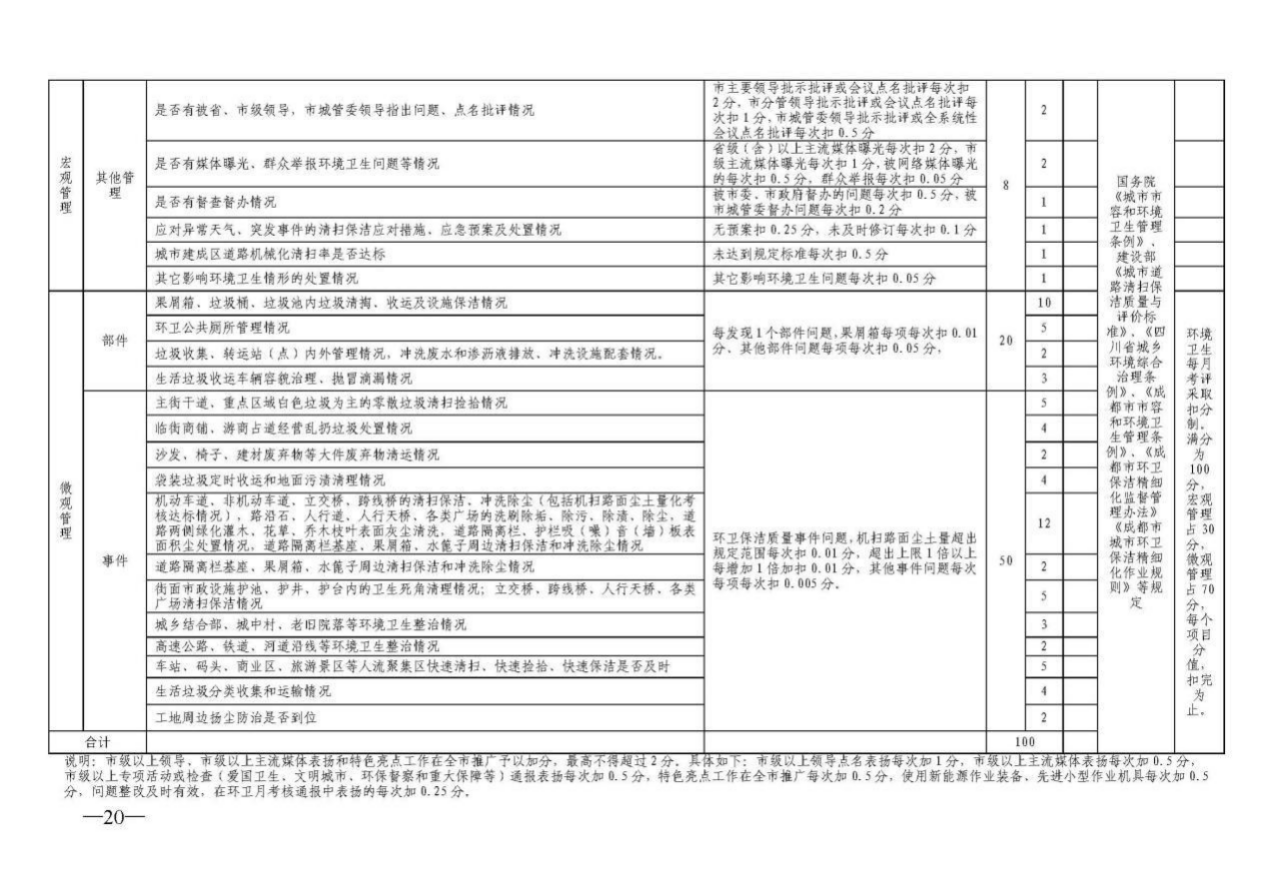 宏
观
管
理
其他管
理
是否有被省、市级领导，市城管委领导指出问题、点名批评情况
市主要领导批示批评或会议点名批评每次扣
2 分，市分管领导批示批评或会议点名批评每
次扣 1 分，市城管委领导批示批评或全系统性
会议点名批评每次扣 0.5 分
2
是否有媒体曝光、群众举报环境卫生问题等情况
省级（含）以上主流媒体曝光每次扣 2 分，市
级主流媒体曝光每次扣 1 分，被网络媒体曝光
的每次扣 0.5 分，群众举报每次扣 0.05 分
2
8
是否有督查督办情况
被市委、市政府督办的问题每次扣 0.5 分，被
市城管委督办问题每次扣 0.2 分
1
应对异常天气、突发事件的清扫保洁应对措施、应急预案及处置情况
无预案扣 0.25 分，未及时修订每次扣 0.1 分
1
城市建成区道路机械化清扫率是否达标
未达到规定标准每次扣 0.5 分
1
其它影响环境卫生情形的处置情况
其它影响环境卫生问题每次扣 0.05 分
1
微
观
管
理
部件
果屑箱、垃圾桶、垃圾池内垃圾清掏、收运及设施保洁情况
10
环卫公共厕所管理情况
5
垃圾收集、转运站（点）内外管理情况，冲洗废水和渗沥液排放、冲洗设施配套情况。
2
生活垃圾收运车辆容貌治理、抛冒滴漏情况
3
每发现 1 个部件问题，果屑箱每项每次扣 0.01
分、其他部件问题每项每次扣 0.05 分，
20
事件
主街干道、重点区域白色垃圾为主的零散垃圾清扫捡拾情况
5
临街商铺、游商占道经营乱扔垃圾处置情况
4
沙发、椅子、建材废弃物等大件废弃物清运情况
2
袋装垃圾定时收运和地面污渍清理情况
4
机动车道、非机动车道、立交桥、跨线桥的清扫保洁、冲洗除尘（包括机扫路面尘土量化考
核达标情况），路沿石、人行道、人行天桥、各类广场的洗刷除垢、除污、除渍、除尘，道
路两侧绿化灌木、花草、乔木枝叶表面灰尘清洗，道路隔离栏、护栏吸（噪）音（墙）板表
面积尘处置情况，道路隔离栏基座、果屑箱、水篦子周边清扫保洁和冲洗除尘情况
12
道路隔离栏基座、果屑箱、水篦子周边清扫保洁和冲洗除尘情况
2
街面市政设施护池、护井、护台内的卫生死角清理情况；立交桥、跨线桥、人行天桥、各类
广场清扫保洁情况
5
城乡结合部、城中村、老旧院落等环境卫生整治情况
3
高速公路、铁道、河道沿线等环境卫生整治情况
2
车站、码头、商业区、旅游景区等人流聚集区快速清扫、快速捡拾、快速保洁是否及时
5
生活垃圾分类收集和运输情况
4
工地周边扬尘防治是否到位
2
环卫保洁质量事件问题，机扫路面尘土量超出
规定范围每次扣 0.01 分，超出上限 1 倍以上
每增加 1 倍加扣 0.01 分，其他事件问题每次
每项每次扣 0.005 分。
50
国务院
《城市市
容和环境
卫生管理
条例》、
建设部
《城市道
路清扫保
洁质量与
评价标
准》、《四
川省城乡
环境综合
治理条
例》、《成
都市市容
和环境卫
生管理条
例》、《成
都市环卫
保洁精细
化监督管
理办法》
《成都市
城市环卫
保洁精细
化作业规
则》等规
定
环境
卫生
每月
考评
采取
扣分
制。
满分
为
100
分，
宏观
管理
占 30
分，
微观
管理
占 70
分，
每个
项目
分
值，
扣完
为
止。
合计
100
说明：市级以上领导、市级以上主流媒体表扬和特色亮点工作在全市推广予以加分，最高不得超过 2 分。具体如下：市级以上领导点名表扬每次加 1 分，市级以上主流媒体表扬每次加 0.5 分，
市级以上专项活动或检查（爱国卫生、文明城市、环保督察和重大保障等）通报表扬每次加 0.5 分，特色亮点工作在全市推广每次加 0.5 分，使用新能源作业装备、先进小型作业机具每次加 0.5
分，问题整改及时有效，在环卫月考核通报中表扬的每次加 0.25 分。
—20—